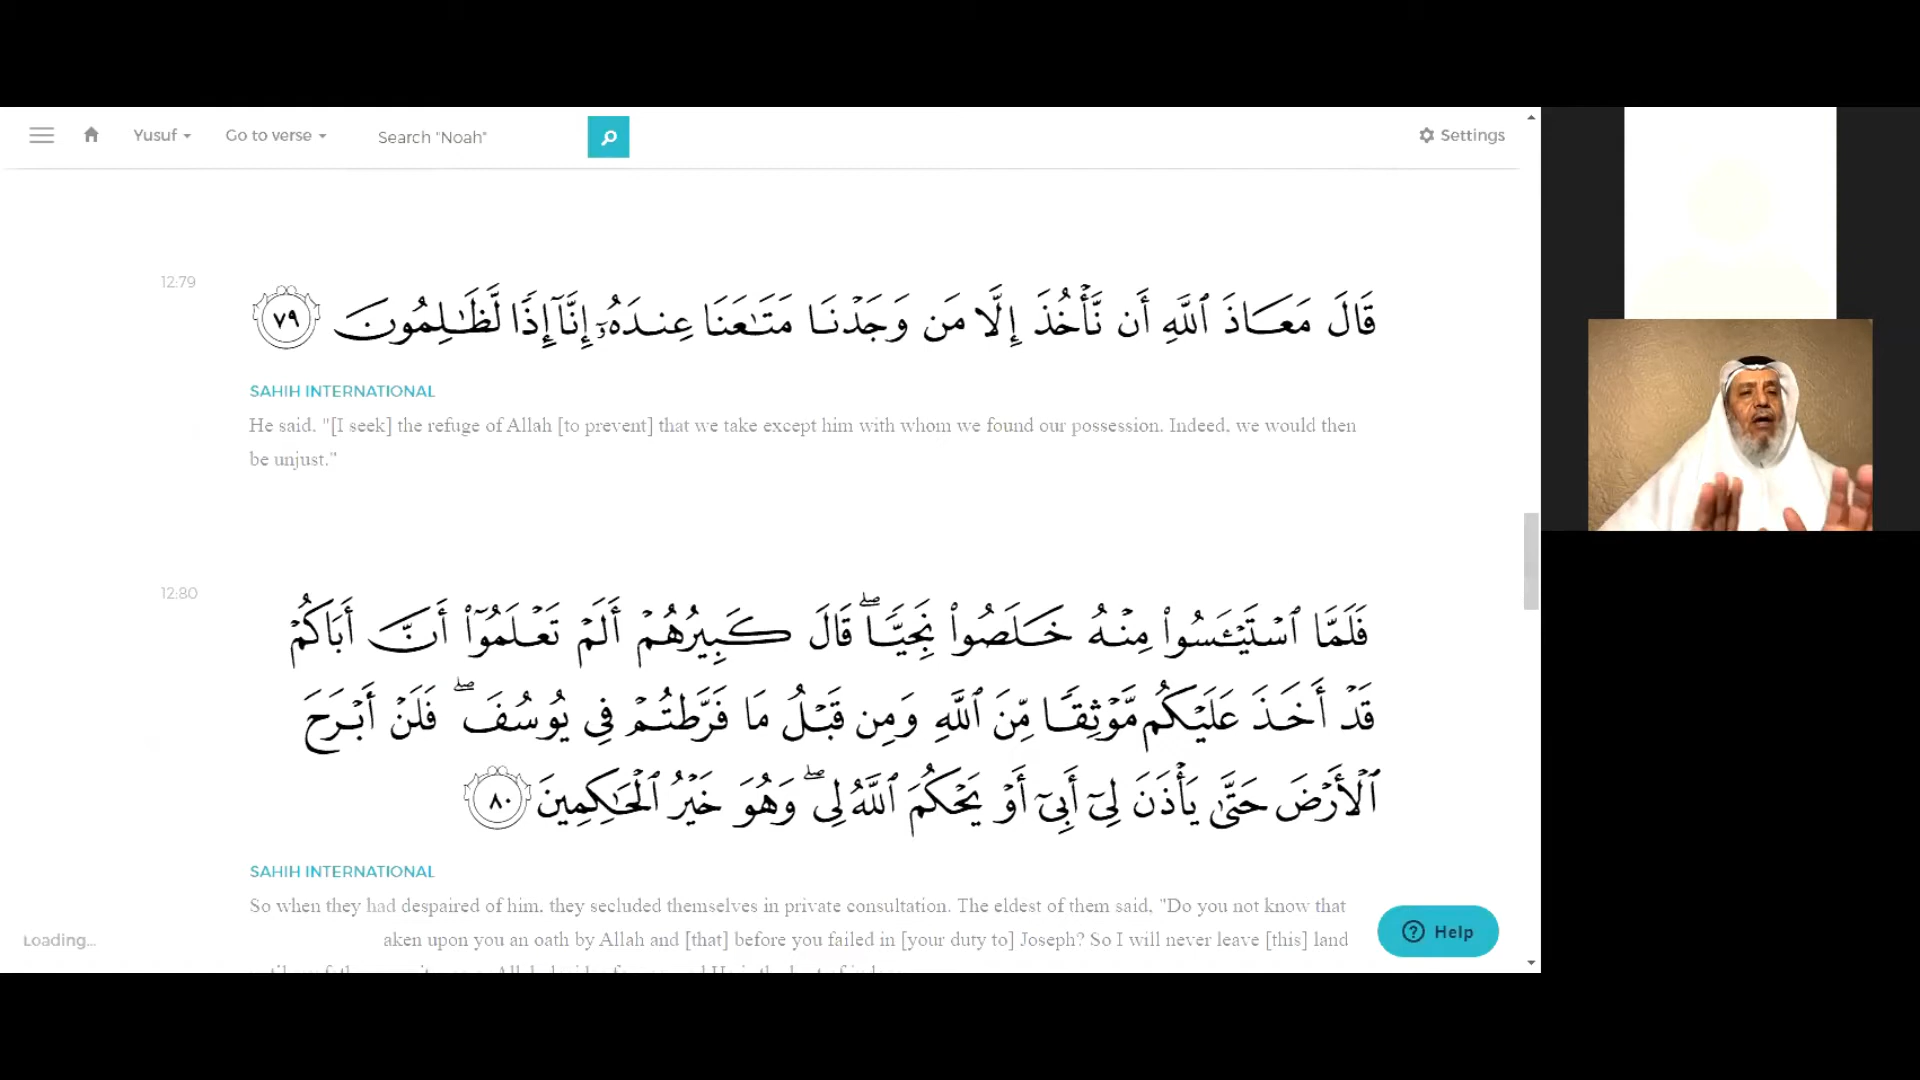 Yusuf
Go to verse
Search "Noah"
Settings
12:79
قَالَ مَعَاذَ ٱللَّهِ أَن نَّأْخُذَ إِلَّا مَن وَجَدْنَا مَتَـٰعَنَا عِندَهُۥٓ إِنَّآ إِذًا لَّظَـٰلِمُونَ ٧٩
SAHIH INTERNATIONAL
He said, "[I seek] the refuge of Allah [to prevent] that we take except him with whom we found our possession. Indeed, we would then
be unjust."
12:80
فَلَمَّا ٱسْتَيْـَٔسُوا۟ مِنْهُ خَلَصُوا۟ نَجِيًّا ۖ قَالَ كَبِيرُهُمْ أَلَمْ تَعْلَمُوٓا۟ أَنَّ أَبَاكُمْ
قَدْ أَخَذَ عَلَيْكُم مَّوْثِقًا مِّنَ ٱللَّهِ وَمِن قَبْلُ مَا فَرَّطتُمْ فِى يُوسُفَ ۖ فَلَنْ أَبْرَحَ
ٱلْأَرْضَ حَتَّىٰ يَأْذَنَ لِىٓ أَبِىٓ أَوْ يَحْكُمَ ٱللَّهُ لِى ۖ وَهُوَ خَيْرُ ٱلْحَـٰكِمِينَ ٨٠
SAHIH INTERNATIONAL
So when they had despaired of him, they secluded themselves in private consultation. The eldest of them said, "Do you not know that
aken upon you an oath by Allah and [that] before you failed in [your duty to] Joseph? So I will never leave [this] land
Loading...
Help